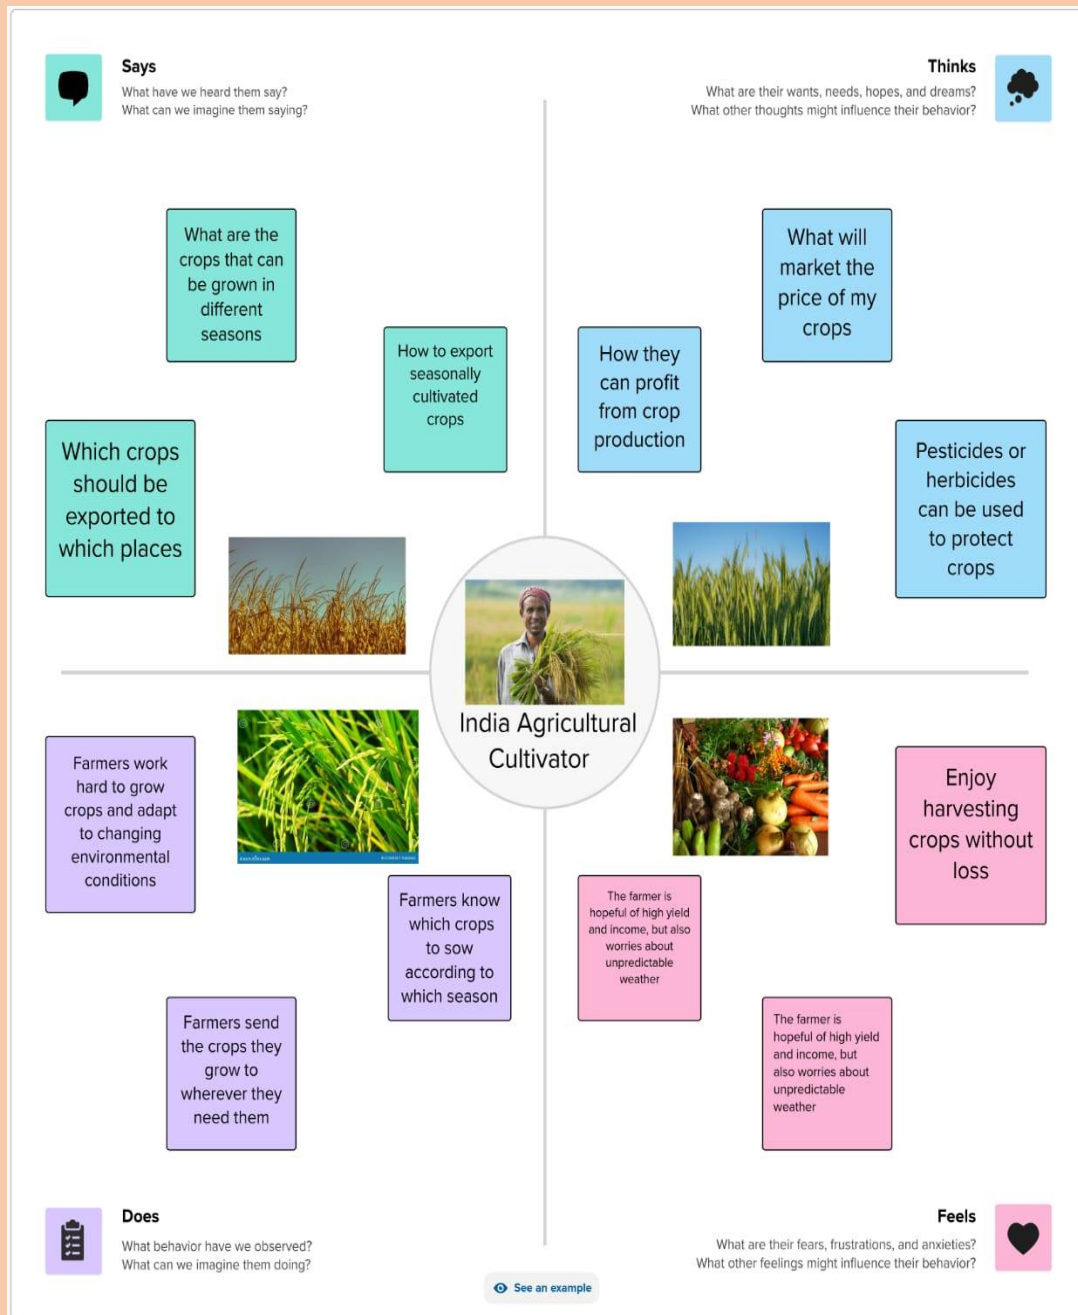 Says
What have we heard them say?
What can we imagine them saying?
Thinks
What are their wants, needs, hopes, and dreams?
What other thoughts might influence their behavior?
What are the
crops that can
be grown in
different
seasons
How to export
seasonally
cultivated
crops
Which crops
should be
exported to
which places
What will
market the
price of my
crops
How they
can profit
from crop
production
Pesticides or
herbicides
can be used
to protect
crops
India Agricultural
Cultivator
Farmers work
hard to grow
crops and adapt
to changing
environmental
conditions
Farmers know
which crops
to sow
according to
which season
Farmers send
the crops they
grow to
wherever they
need them
Enjoy
harvesting
crops without
loss
The farmer is
hopeful of high yield
and income, but also
worries about
unpredictable
weather
The farmer is
hopeful of high yield
and income, but
also worries about
unpredictable
weather
Does
What behavior have we observed?
What can we imagine them doing?
Feels
What are their fears, frustrations, and anxieties?
What other feelings might influence their behavior?
See an example